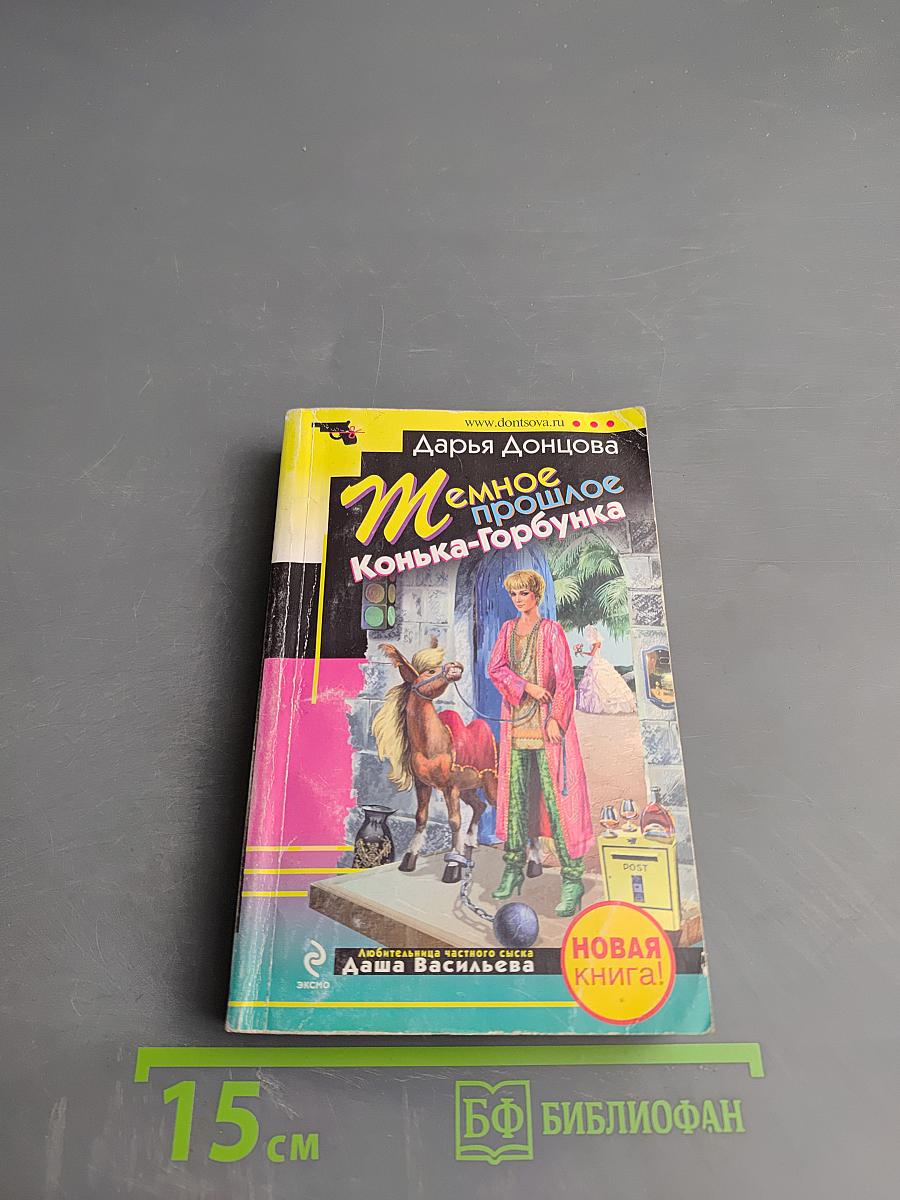 www.dontsova.ru
Дарья Донцова
Темное
прошлое
Конька-Горбунка
POST
НОВАЯ
книга!
Любительница частного сыска
Даша Васильева
эксмо
15 см
БФ БИБЛИОФАН